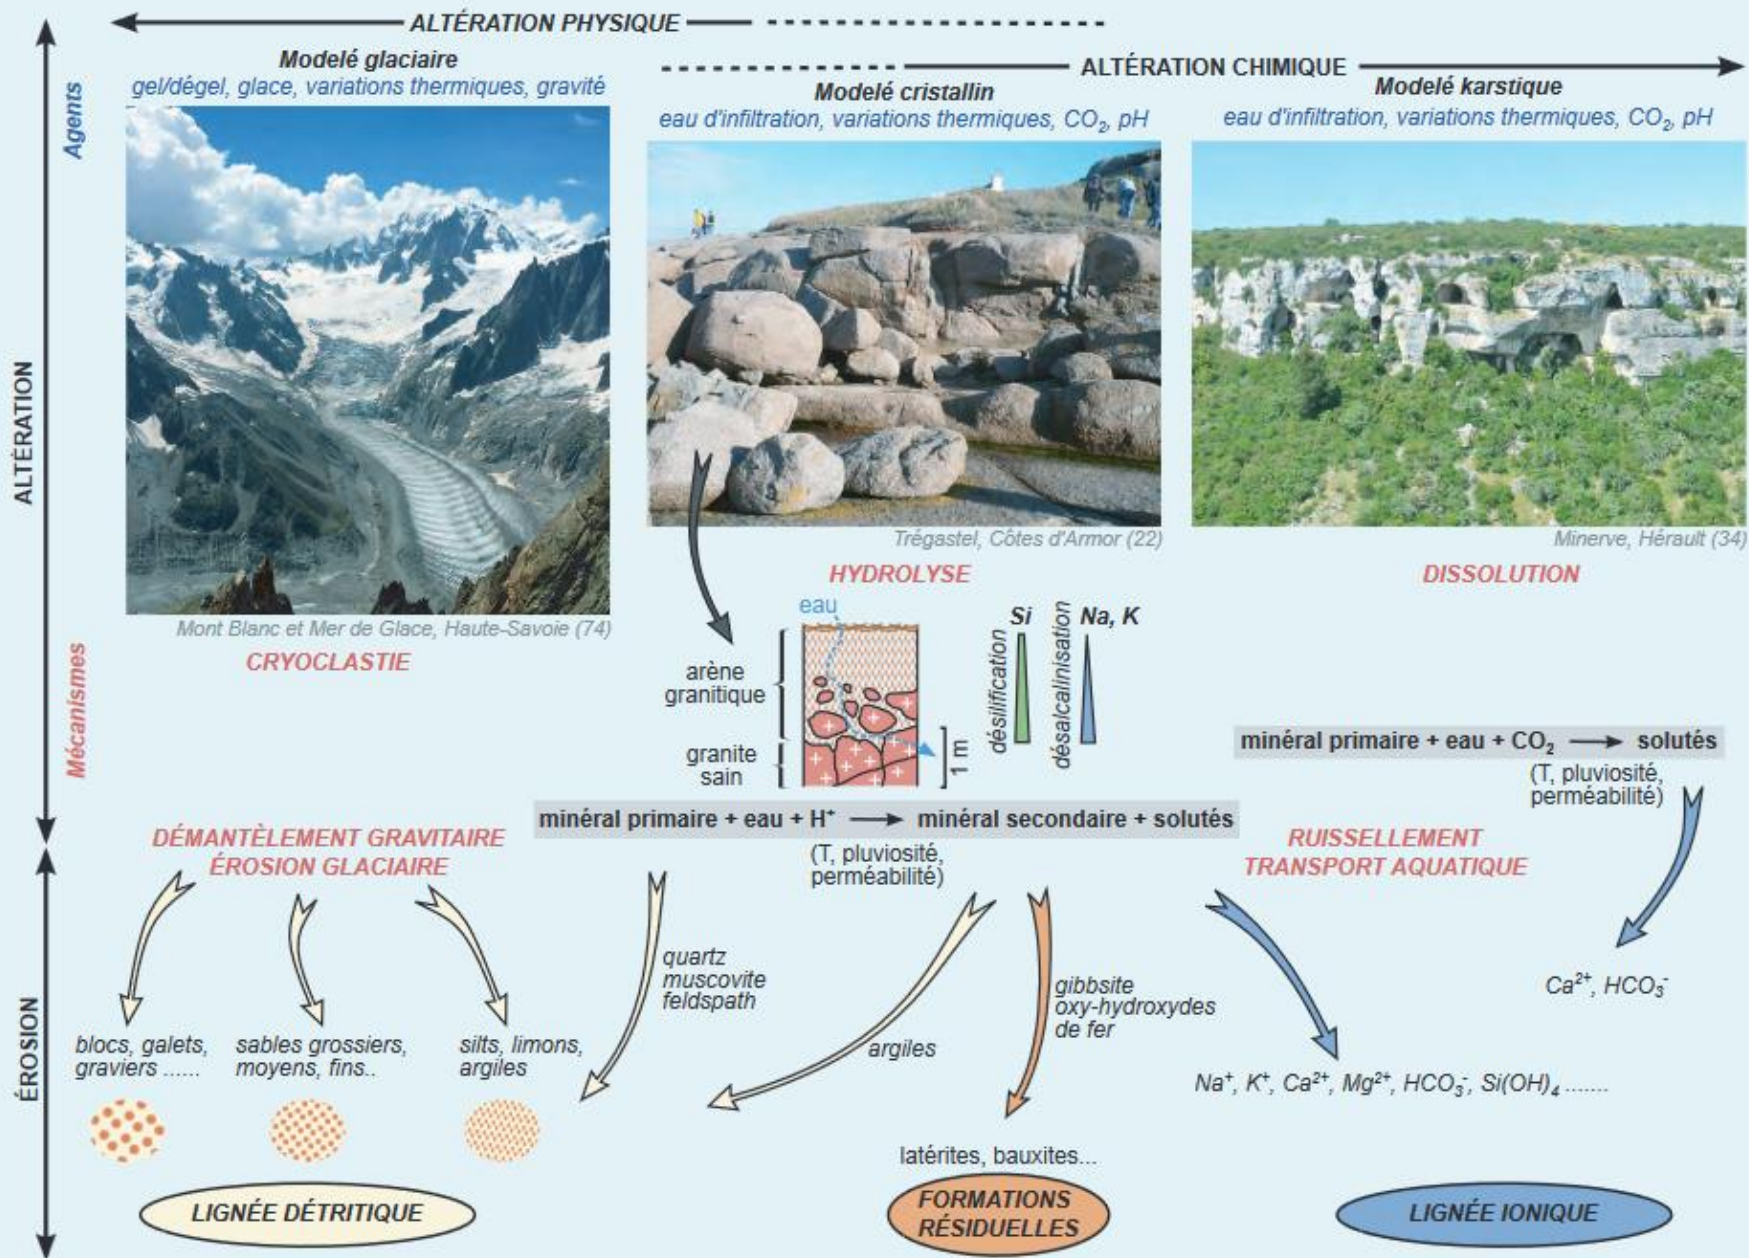 ALTÉRATION PHYSIQUE
Modelé glaciaire
gel/dégel, glace, variations thermiques, gravité
ALTÉRATION CHIMIQUE
Modelé cristallin
eau d'infiltration, variations thermiques, CO₂, pH
Modelé karstique
eau d'infiltration, variations thermiques, CO₂, pH
Agents
ALTÉRATION
Mécanismes
ÉROSION
Mont Blanc et Mer de Glace, Haute-Savoie (74)
CRYOCLASTIE
Trégastel, Côtes d'Armor (22)
HYDROLYSE
Minerve, Hérault (34)
DISSOLUTION
eau
arène
granitique
granite
sain
1 m
Si
désilification
Na, K
désalcalinisation
minéral primaire + eau + CO₂ → solutés
(T, pluviosité,
perméabilité)
minéral primaire + eau + H⁺ → minéral secondaire + solutés
(T, pluviosité,
perméabilité)
DÉMANTÈLEMENT GRAVITAIRE
ÉROSION GLACIAIRE
RUISSELLEMENT
TRANSPORT AQUATIQUE
quartz
muscovite
feldspath
argiles
gibbsite
oxy-hydroxydes
de fer
Ca²⁺, HCO₃⁻
blocs, galets,
graviers ......
sables grossiers,
moyens, fins..
silts, limons,
argiles
Na⁺, K⁺, Ca²⁺, Mg²⁺, HCO₃⁻, Si(OH)₄ .......
latérites, bauxites...
LIGNÉE DÉTRITIQUE
FORMATIONS
RÉSIDUELLES
LIGNÉE IONIQUE